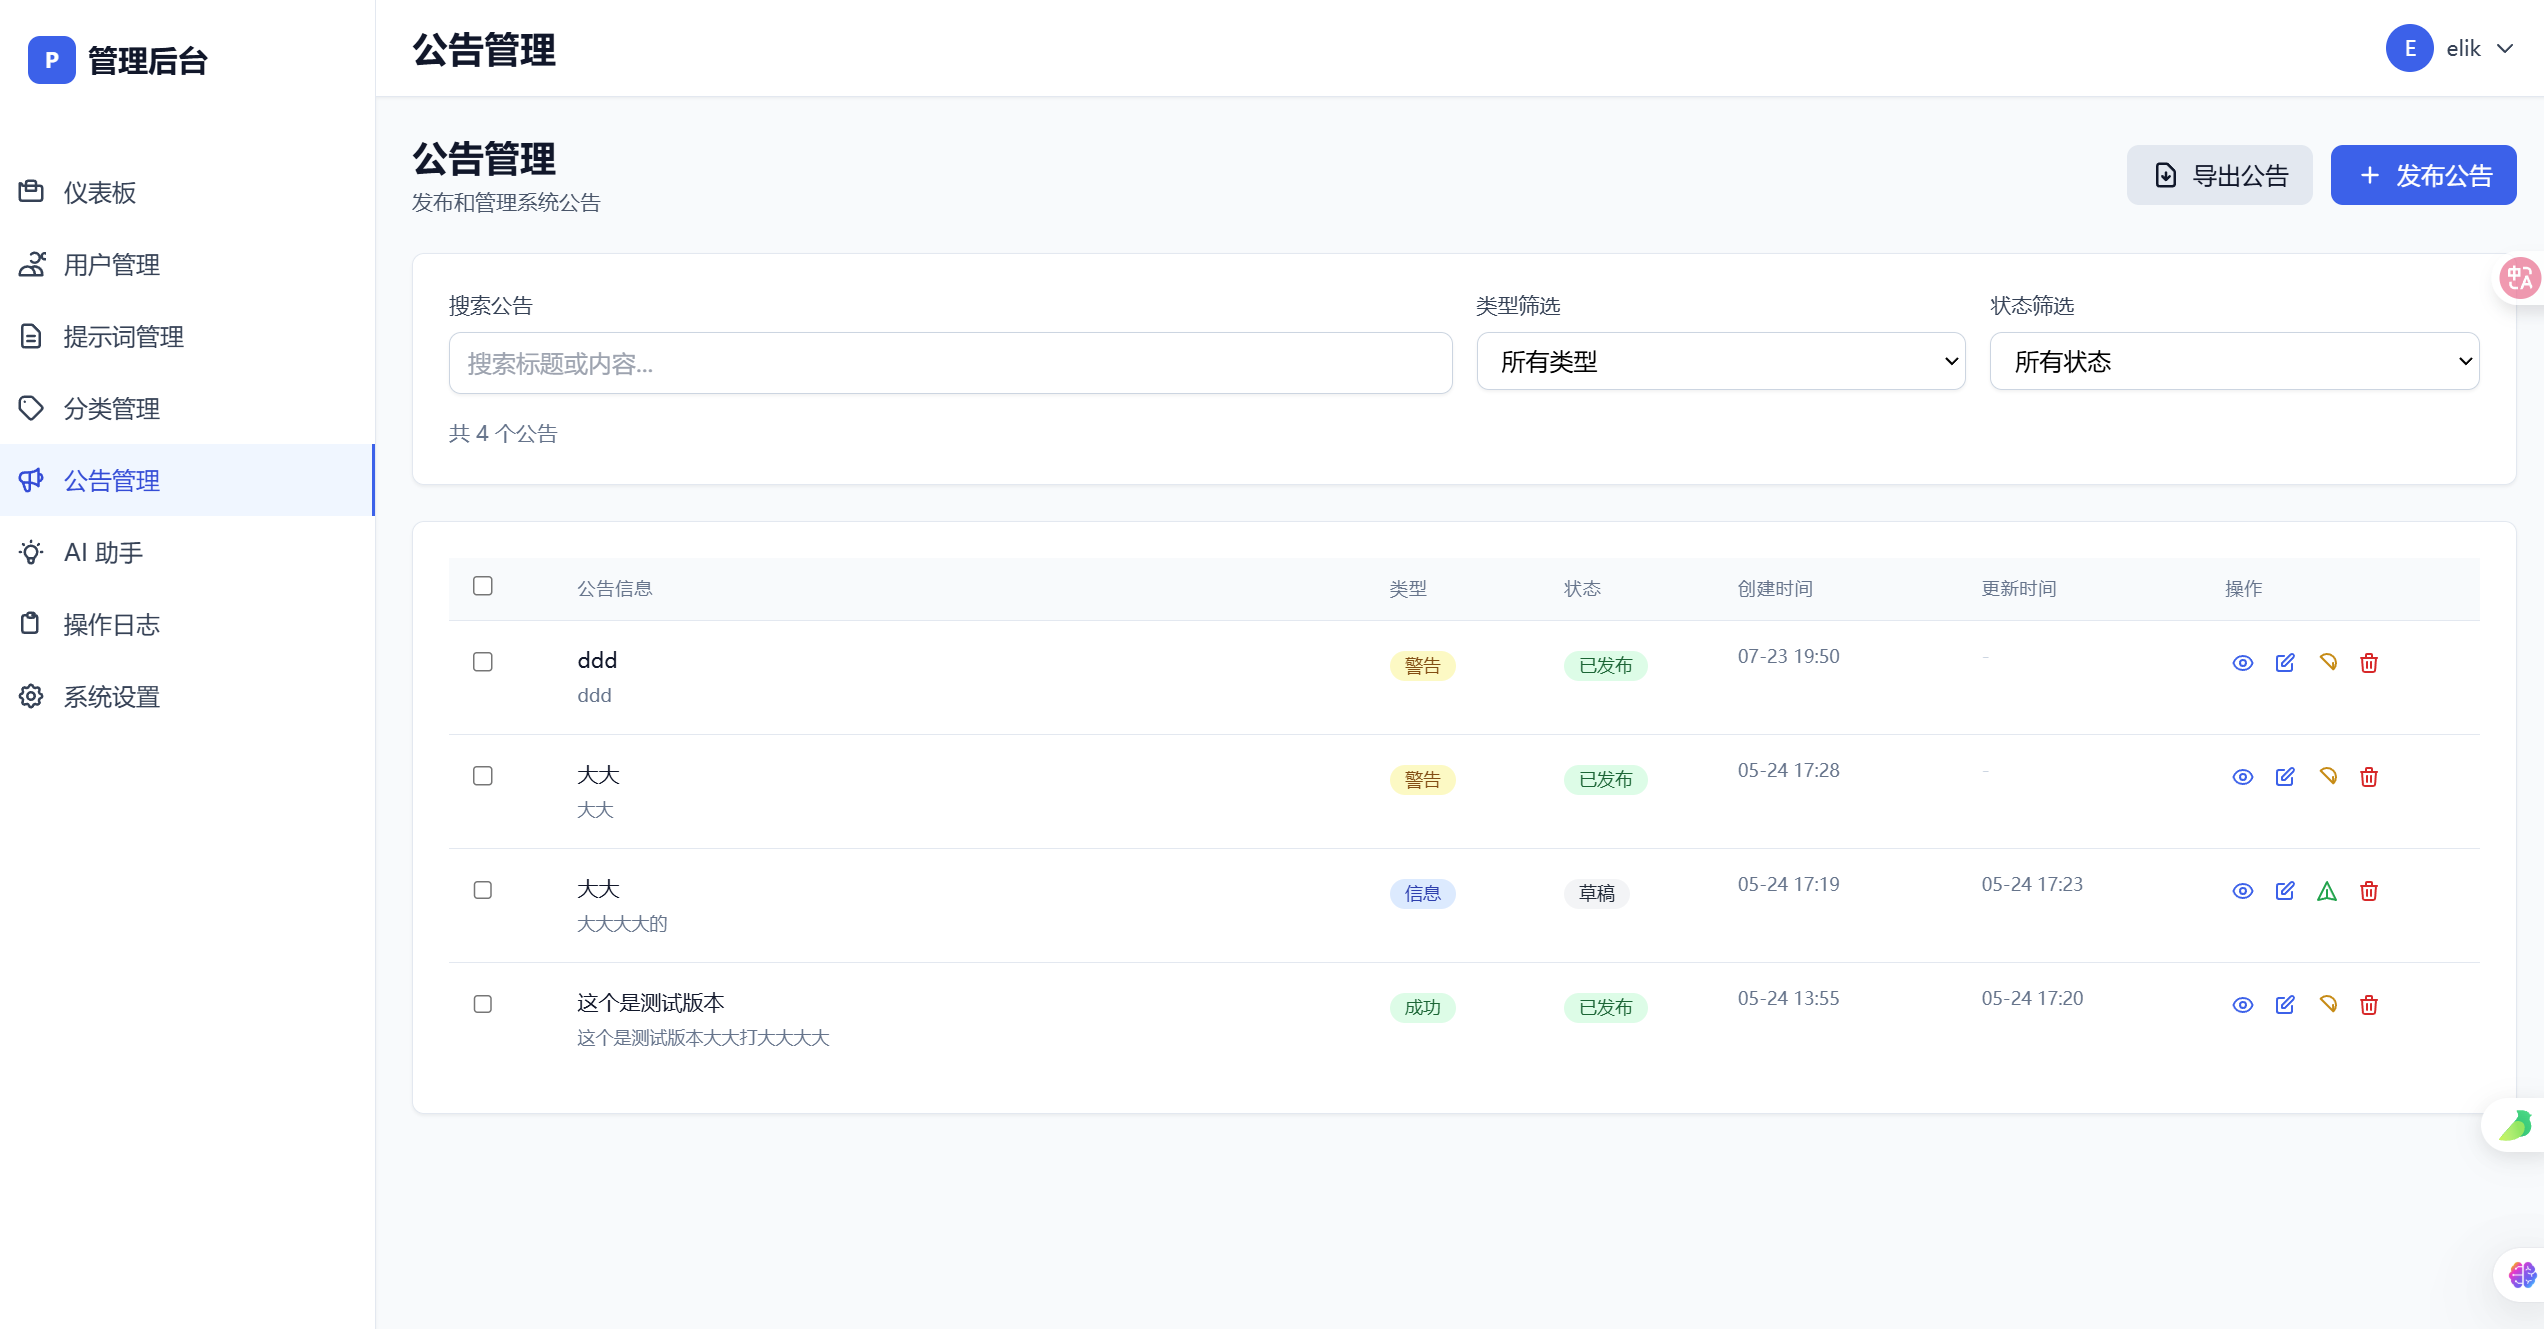 P 管理后台
仪表板
用户管理
提示词管理
分类管理
公告管理
AI 助手
操作日志
系统设置
公告管理
E elik
公告管理
发布和管理系统公告
导出公告
+ 发布公告
搜索公告
类型筛选
状态筛选
搜索标题或内容...
所有类型
所有状态
共 4 个公告
公告信息 类型 状态 创建时间 更新时间 操作
ddd 警告 已发布 07-23 19:50 -
ddd
大大 警告 已发布 05-24 17:28 -
大大
大大 信息 草稿 05-24 17:19 05-24 17:23
大大大大的
这个是测试版本 成功 已发布 05-24 13:55 05-24 17:20
这个是测试版本大大打大大大大
中 A